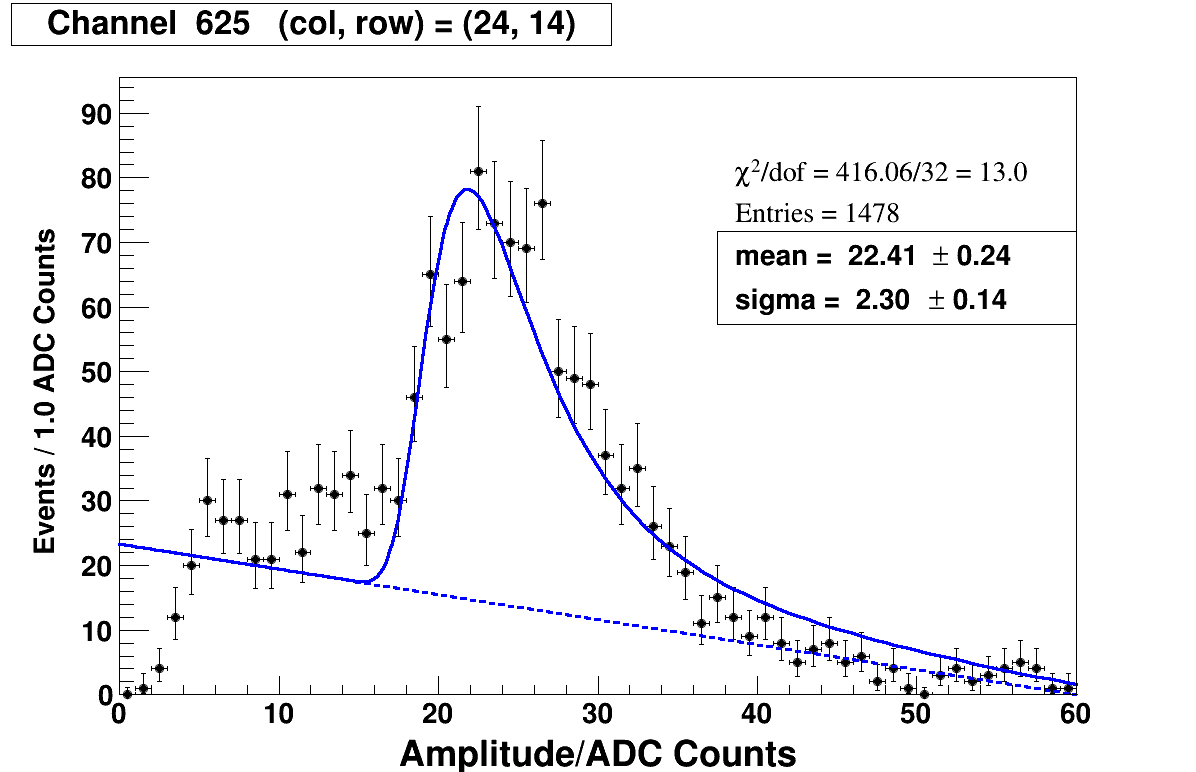 Channel 625 (col, row) = (24, 14)
χ²/dof = 416.06/32 = 13.0
Entries = 1478
mean = 22.41 ± 0.24
sigma = 2.30 ± 0.14
Events / 1.0 ADC Counts
90
80
70
60
50
40
30
20
10
0
0 10 20 30 40 50 60
Amplitude/ADC Counts